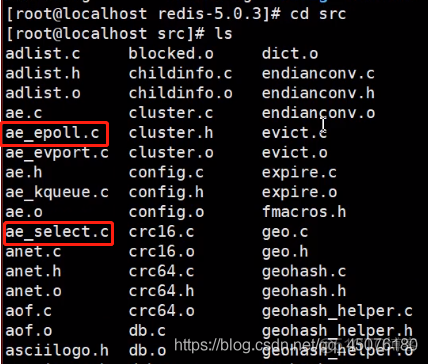 [root@localhost redis-5.0.3]# cd src
[root@localhost src]# ls
adlist.c blocked.o dict.o
adlist.h childinfo.c endianconv.c
adlist.o childinfo.o endianconv.h
ae.c cluster.c endianconv.o
ae_epoll.c cluster.h evict.c
ae_evport.c cluster.o evict.o
ae.h config.c expire.c
ae_kqueue.c config.h expire.o
ae.o config.o fmacros.h
ae_select.c crc16.c geo.c
anet.c crc16.o geo.h
anet.h crc64.c geohash.c
anet.o crc64.h geohash.h
aof.c crc64.o geohash_helper.c
aof.o db.c geohash_helper.h
asciilogo.h db.o geohash_helper.o
https://blog.csdn.net/qq_45076180